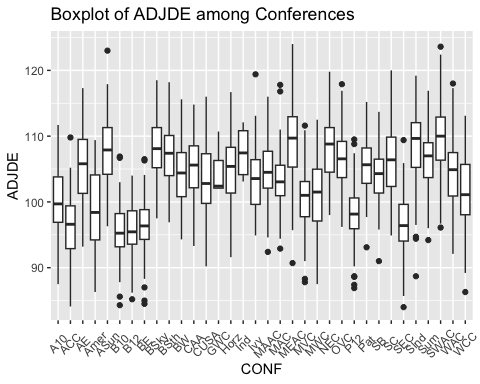 Boxplot of ADJDE among Conferences
ADJDE
120
110
100
90
A10 ACC AE Amer ASun B10 B12 BE BSky BSth BW CAA CUSA GWC Horz Ind Ivy MAAC MAC MEAC MVC MWC NEC OVC P12 Pat SB SC SEC Slnd Sum SWAC WAC WCC
CONF